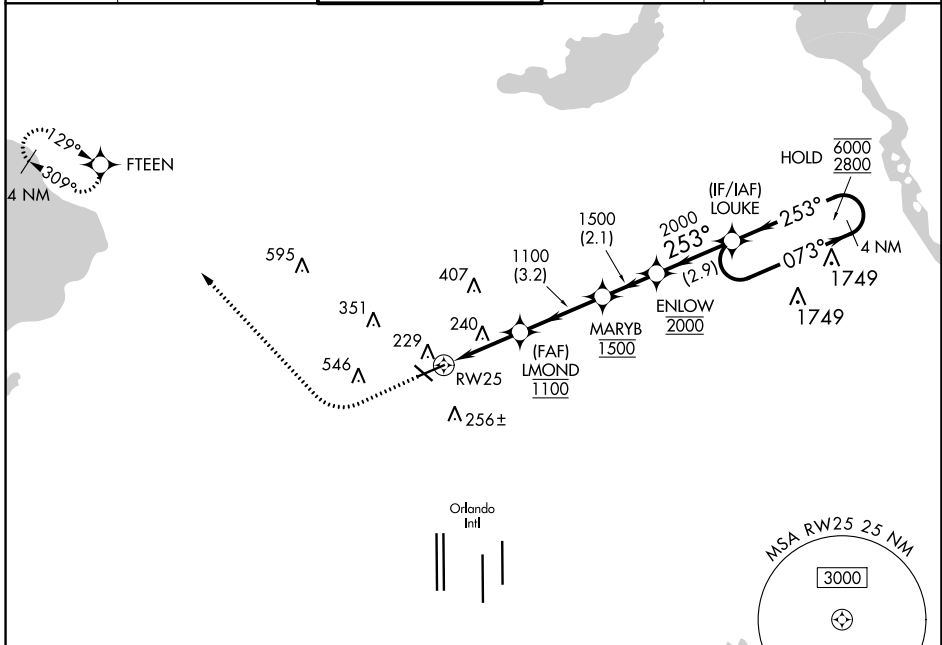 129°
309°
4 NM
FTEEN
HOLD
6000
2800
(IF/IAF)
LOUKE
253°
073°
4 NM
1749
1749
2000
253°
(2.9)
1500
(2.1)
1100
(3.2)
ENLOW
2000
MARYB
1500
(FAF)
LMOND
1100
595
407
351
240
229
546
RW25
256±
Orlando
Intl
MSA RW25 25 NM
3000